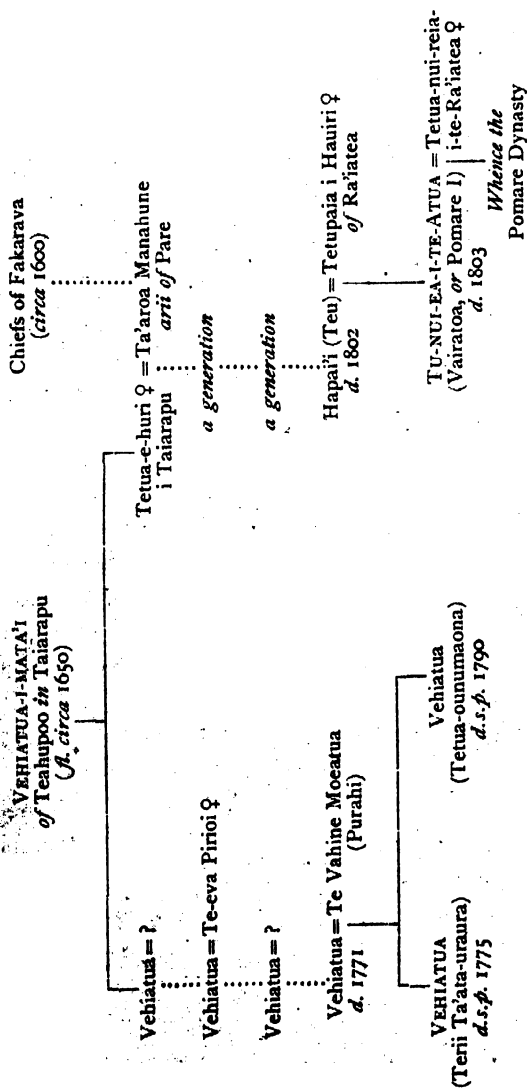 VEHIATUA-I-MATA'I
of Teahupoo in Taiarapu
(fl. circa 1650)
Chiefs of Fakarava
(circa 1600)
Vehiatua = ?
Tetua-e-huri ♀ = Ta'aroa Manahune
i Taiarapu
arii of Pare
Vehiatua = Te-eva Pirioi ♀
a generation
Vehiatua = ?
a generation
Vehiatua = Te Vahine Moeatua
d. 1771
(Purahi)
Hapai'i (Teu) = Tetupaia i Hauiri ♀
d. 1802
of Ra'iatea
VEHIATUA
(Terii Ta'ata-uraura)
d.s.p. 1775
Vehiatua
(Tetua-ounumaona)
d.s.p. 1790
TU-NUI-EA-I-TE-ATUA = Tetua-nui-reia-
(Vairatoa, or Pomare I)
i-te-Ra'iatea ♀
d. 1803
Whence the
Pomare Dynasty